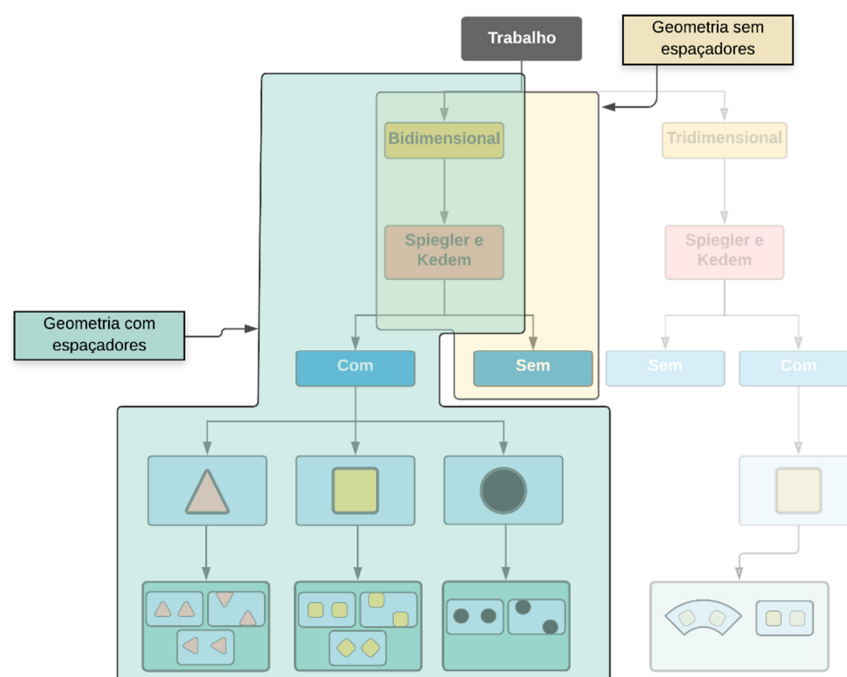 Trabalho
Geometria sem
espaçadores
Bidimensional
Tridimensional
Spiegler e
Kedem
Spiegler e
Kedem
Geometria com
espaçadores
Com
Sem
Sem
Com